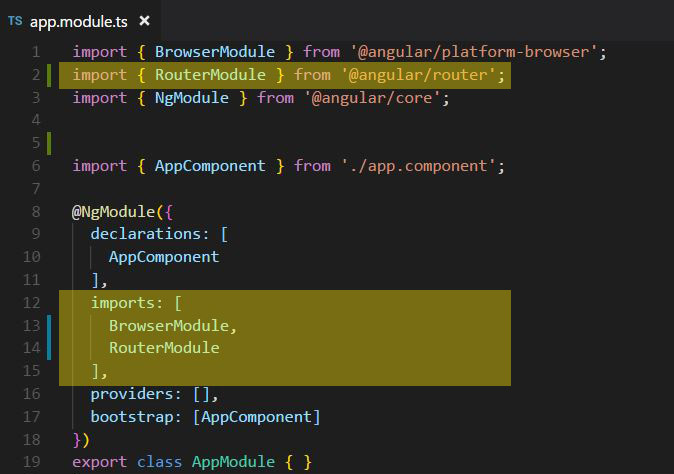 TS app.module.ts ×
1 import { BrowserModule } from '@angular/platform-browser';
2 import { RouterModule } from '@angular/router';
3 import { NgModule } from '@angular/core';
4
5
6 import { AppComponent } from './app.component';
7
8 @NgModule({
9   declarations: [
10     AppComponent
11   ],
12   imports: [
13     BrowserModule,
14     RouterModule
15   ],
16   providers: [],
17   bootstrap: [AppComponent]
18 })
19 export class AppModule { }